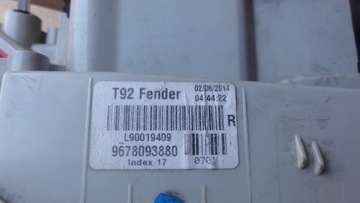 T92 Fender
02/06/2014
04:44:22
R
L90019409
9678093880
Index 17
0701